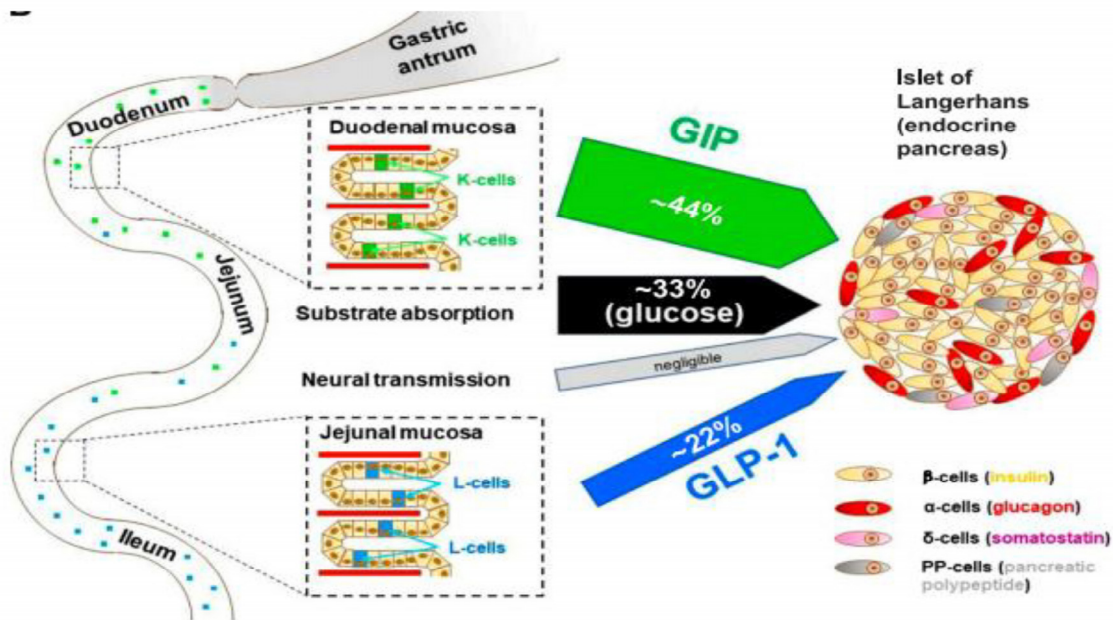 Gastric
antrum
Duodenum
Jejunum
Ileum
Duodenal mucosa
K-cells
K-cells
Substrate absorption
Neural transmission
Jejunal mucosa
L-cells
L-cells
GIP
~44%
~33%
(glucose)
negligible
~22%
GLP-1
Islet of
Langerhans
(endocrine
pancreas)
β-cells (insulin)
α-cells (glucagon)
δ-cells (somatostatin)
PP-cells (pancreatic
polypeptide)